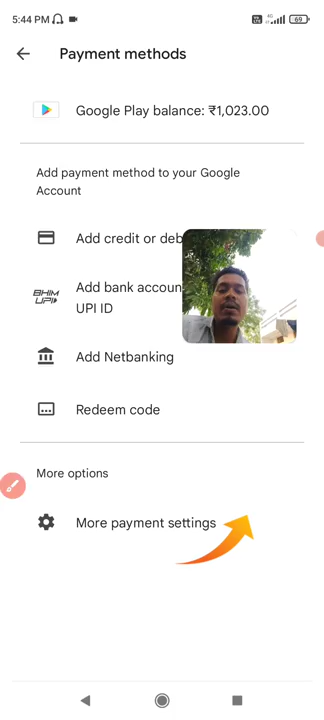 5:44 PM
69
Payment methods
Google Play balance: ₹1,023.00
Add payment method to your Google
Account
Add credit or deb
BHIM
UPI
Add bank accoun
UPI ID
Add Netbanking
Redeem code
More options
More payment settings